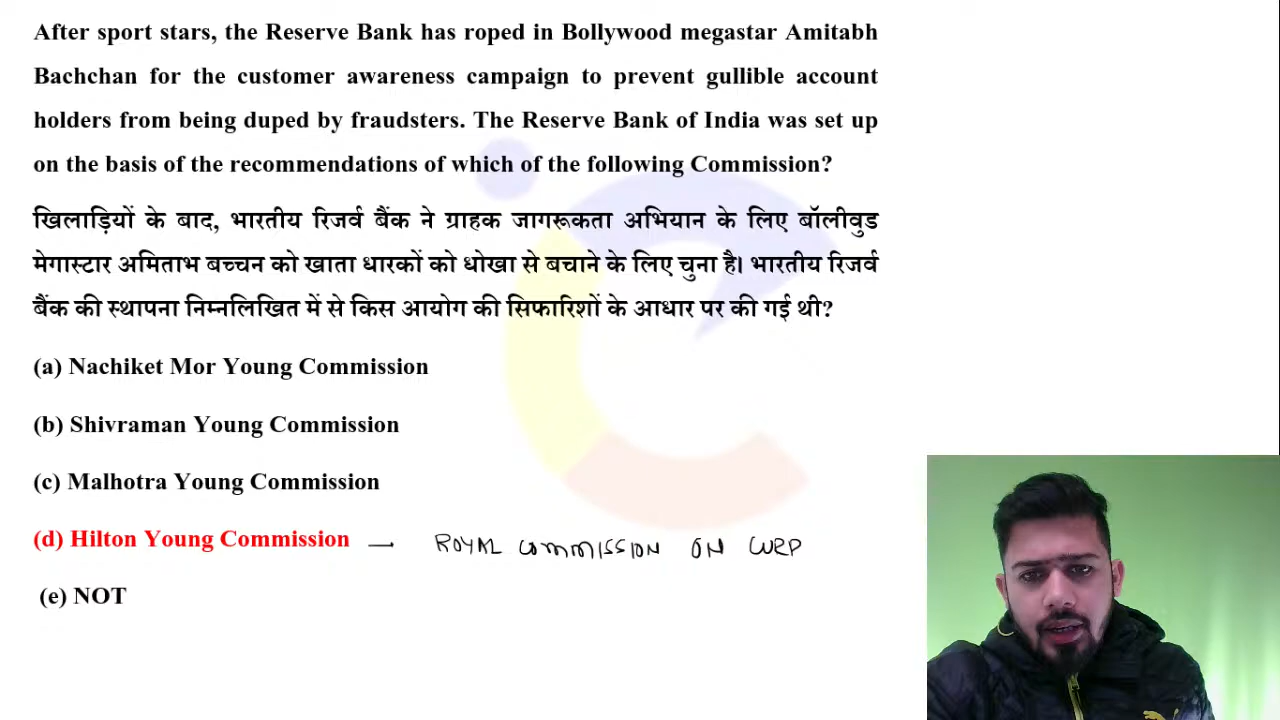 After sport stars, the Reserve Bank has roped in Bollywood megastar Amitabh
Bachchan for the customer awareness campaign to prevent gullible account
holders from being duped by fraudsters. The Reserve Bank of India was set up
on the basis of the recommendations of which of the following Commission?
खिलाड़ियों के बाद, भारतीय रिजर्व बैंक ने ग्राहक जागरूकता अभियान के लिए बॉलीवुड
मेगास्टार अमिताभ बच्चन को खाता धारकों को धोखा से बचाने के लिए चुना है। भारतीय रिजर्व
बैंक की स्थापना निम्नलिखित में से किस आयोग की सिफारिशों के आधार पर की गई थी?
(a) Nachiket Mor Young Commission
(b) Shivraman Young Commission
(c) Malhotra Young Commission
(d) Hilton Young Commission — ROYAL COMMISSION ON CURP
(e) NOT